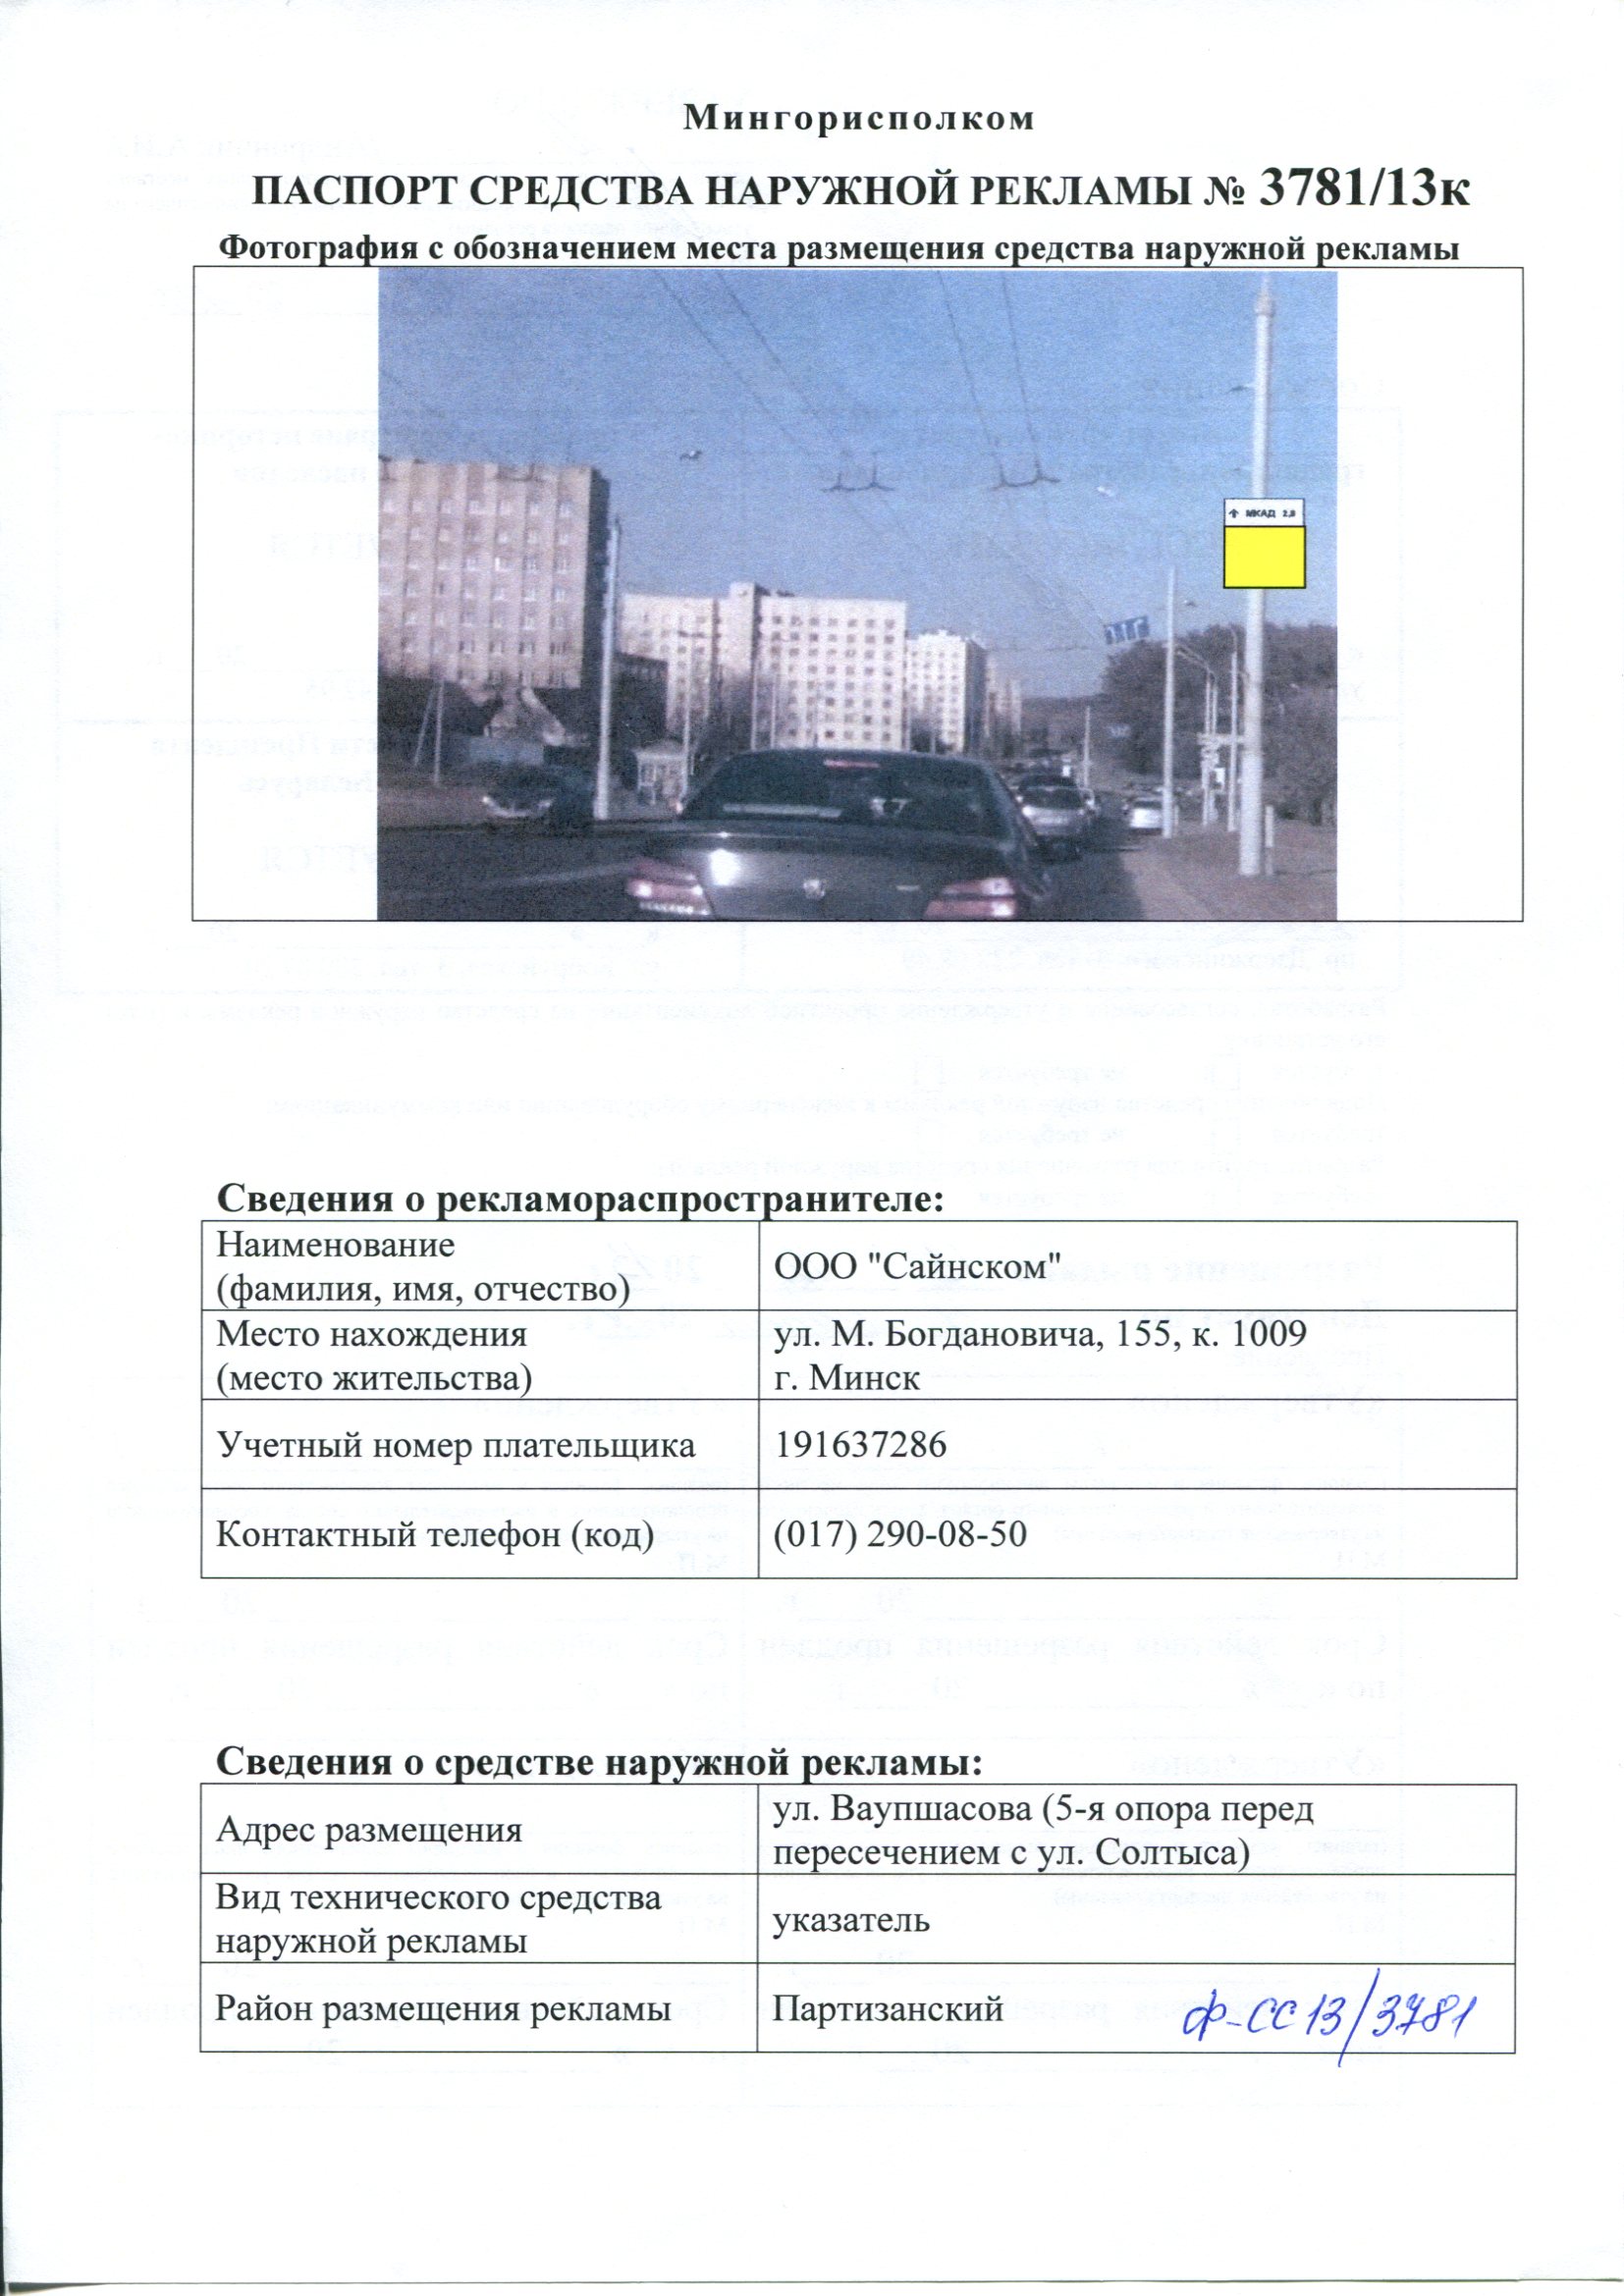 Мингорисполком
ПАСПОРТ СРЕДСТВА НАРУЖНОЙ РЕКЛАМЫ № 3781/13к
Фотография с обозначением места размещения средства наружной рекламы
↑ МКАД 2,8
Сведения о рекламораспространителе:
Наименование
(фамилия, имя, отчество)
ООО "Сайнском"
Место нахождения
(место жительства)
ул. М. Богдановича, 155, к. 1009
г. Минск
Учетный номер плательщика
191637286
Контактный телефон (код)
(017) 290-08-50
Сведения о средстве наружной рекламы:
Адрес размещения
ул. Ваупшасова (5-я опора перед
пересечением с ул. Солтыса)
Вид технического средства
наружной рекламы
указатель
Район размещения рекламы
Партизанский
ф-СС13/3781